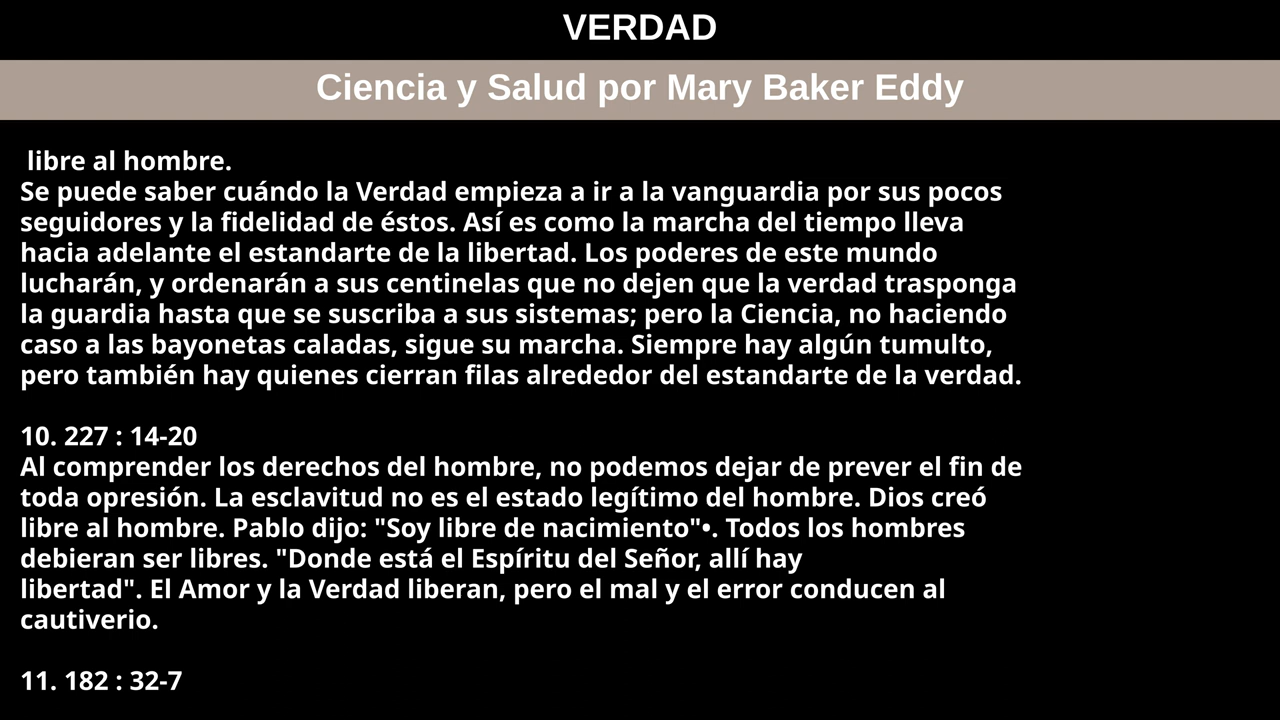 VERDAD
Ciencia y Salud por Mary Baker Eddy
libre al hombre.
Se puede saber cuándo la Verdad empieza a ir a la vanguardia por sus pocos
seguidores y la fidelidad de éstos. Así es como la marcha del tiempo lleva
hacia adelante el estandarte de la libertad. Los poderes de este mundo
lucharán, y ordenarán a sus centinelas que no dejen que la verdad trasponga
la guardia hasta que se suscriba a sus sistemas; pero la Ciencia, no haciendo
caso a las bayonetas caladas, sigue su marcha. Siempre hay algún tumulto,
pero también hay quienes cierran filas alrededor del estandarte de la verdad.
10. 227 : 14-20
Al comprender los derechos del hombre, no podemos dejar de prever el fin de
toda opresión. La esclavitud no es el estado legítimo del hombre. Dios creó
libre al hombre. Pablo dijo: "Soy libre de nacimiento"•. Todos los hombres
debieran ser libres. "Donde está el Espíritu del Señor, allí hay
libertad". El Amor y la Verdad liberan, pero el mal y el error conducen al
cautiverio.
11. 182 : 32-7